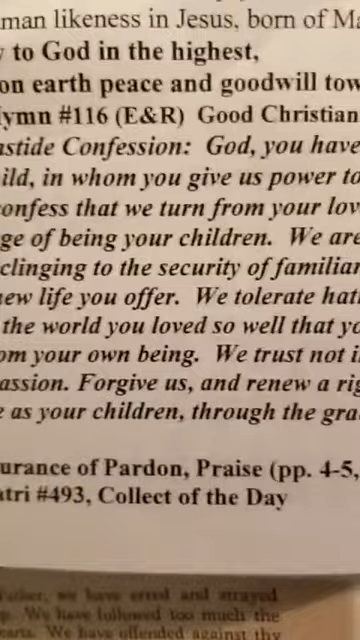 man likeness in Jesus, born of Ma
y to God in the highest,
on earth peace and goodwill tow
ymn #116 (E&R) Good Christian
nstide Confession: God, you have
ild, in whom you give us power to
onfess that we turn from your lov
ge of being your children. We are
clinging to the security of familiar
new life you offer. We tolerate hat
the world you loved so well that yo
om your own being. We trust not i
assion. Forgive us, and renew a rig
e as your children, through the gra
urance of Pardon, Praise (pp. 4-5,
atri #493, Collect of the Day
Father, we have erred and strayed
p. We have followed too much the
earts. We have offended against thy